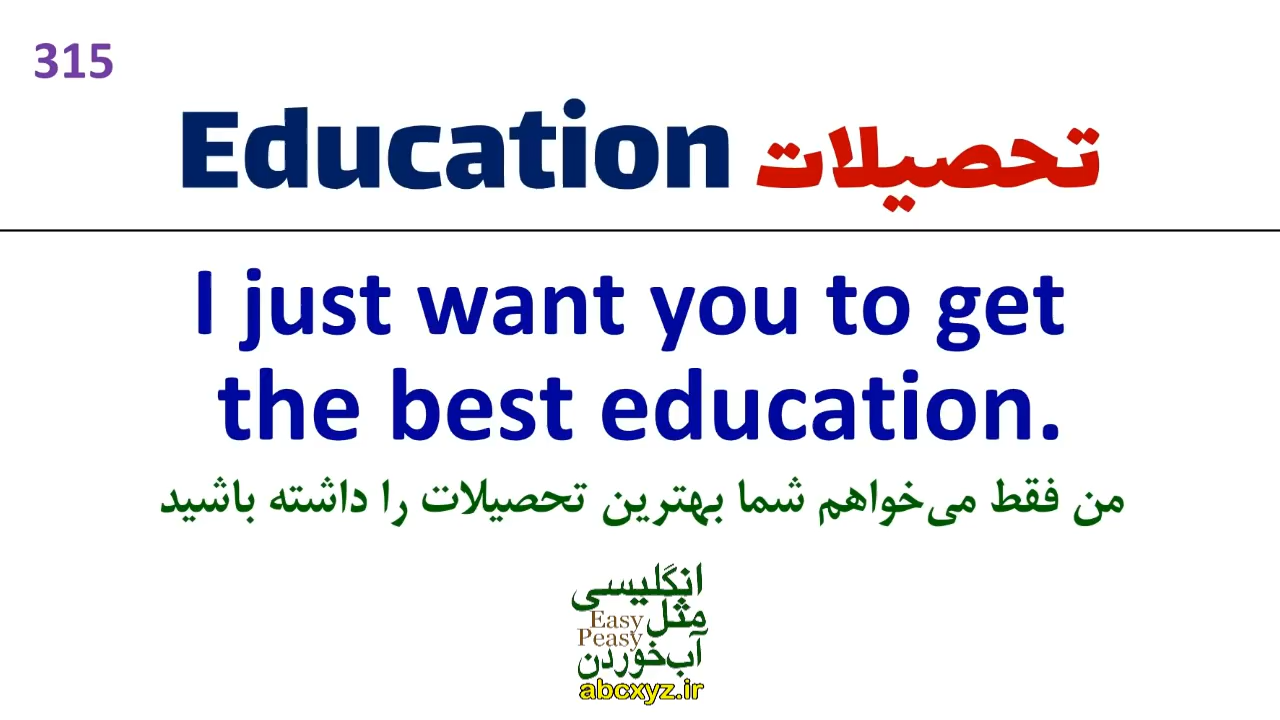 315
Education تحصیلات
I just want you to get
the best education.
من فقط می‌خواهم شما بهترین تحصیلات را داشته باشید
انگلیسی
مثل
Easy
Peasy
آب‌خوردن
abcxyz.ir